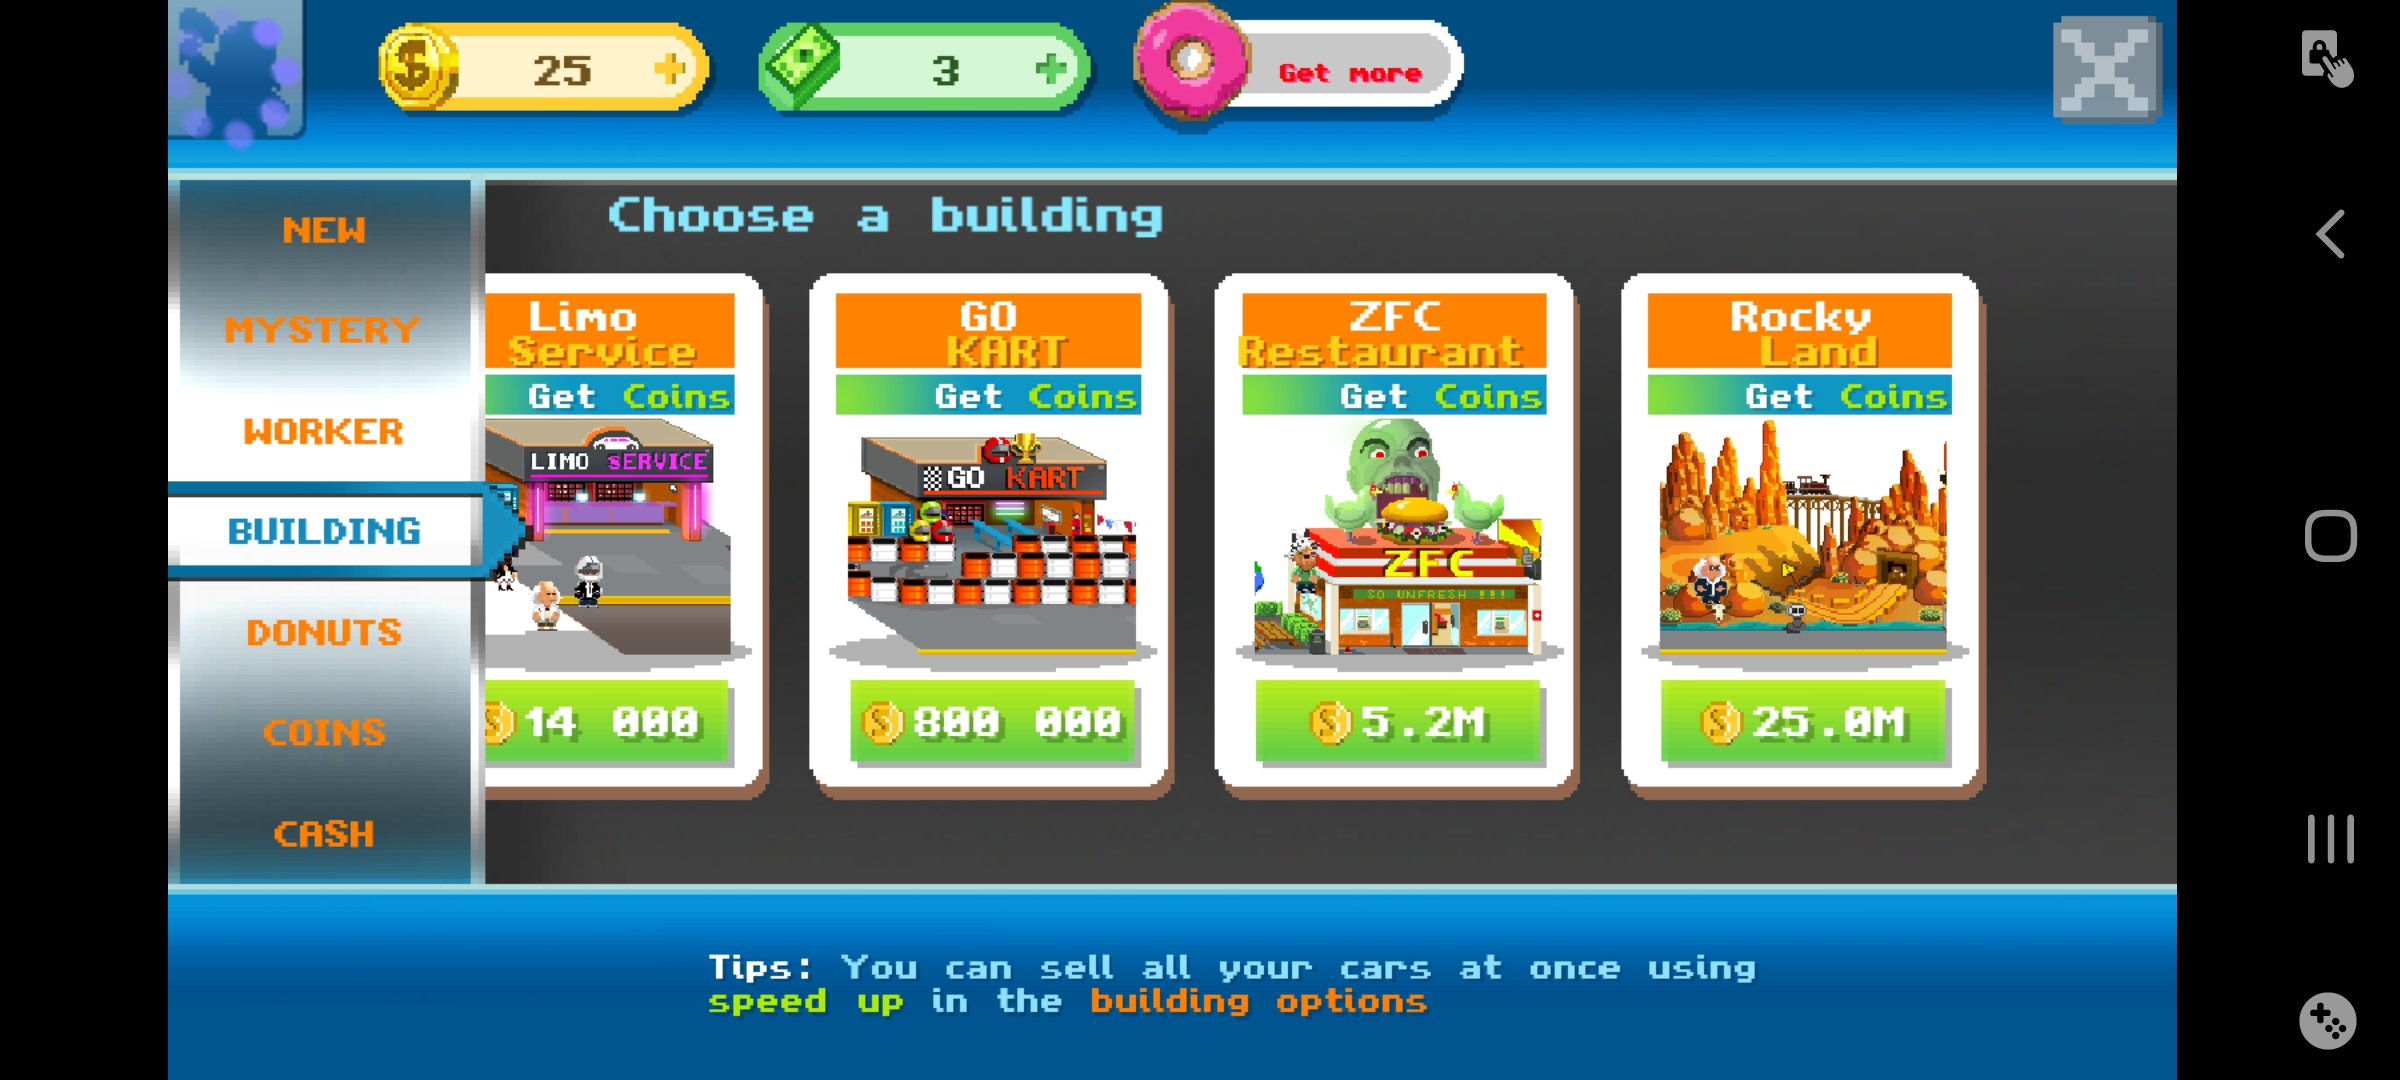 25 +
3 +
Get more
Choose a building
NEW
MYSTERY
WORKER
BUILDING
DONUTS
COINS
CASH
Limo
Service
Get Coins
LIMO SERVICE
14 000
GO
KART
Get Coins
GO KART
800 000
ZFC
Restaurant
Get Coins
ZFC
SO UNFRESH !!!
5.2M
Rocky
Land
Get Coins
25.0M
Tips: You can sell all your cars at once using
speed up in the building options